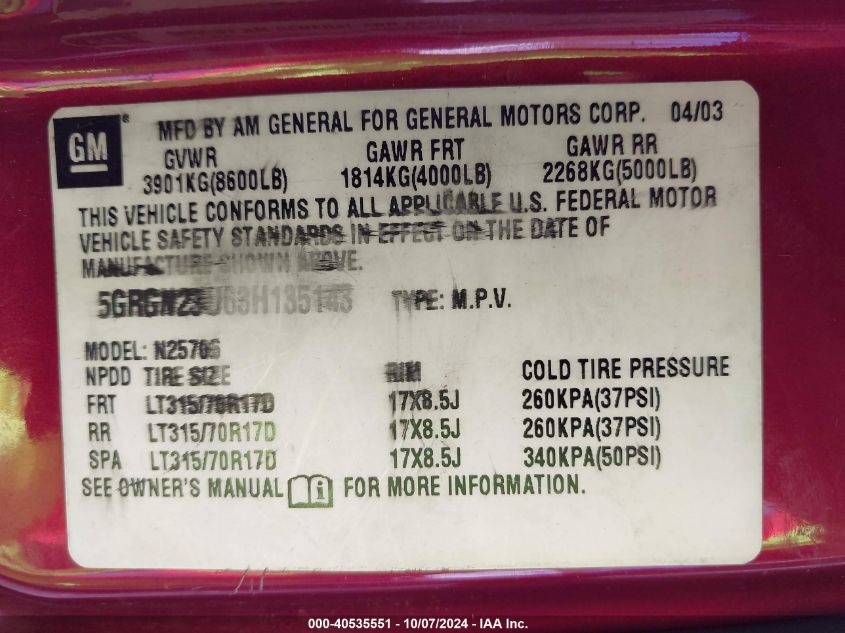 GM ® MFD BY AM GENERAL FOR GENERAL MOTORS CORP. 04/03
GVWR GAWR FRT GAWR RR
3901KG(8600LB) 1814KG(4000LB) 2268KG(5000LB)
THIS VEHICLE CONFORMS TO ALL APPLICABLE U.S. FEDERAL MOTOR
VEHICLE SAFETY STANDARDS IN EFFECT ON THE DATE OF
MANUFACTURE SHOWN ABOVE.
5GRGN23U63H135143 TYPE: M.P.V.
MODEL: N25706
NPDD TIRE SIZE RIM COLD TIRE PRESSURE
FRT LT315/70R17D 17X8.5J 260KPA(37PSI)
RR LT315/70R17D 17X8.5J 260KPA(37PSI)
SPA LT315/70R17D 17X8.5J 340KPA(50PSI)
SEE OWNER'S MANUAL FOR MORE INFORMATION.
000-40535551 - 10/07/2024 - IAA Inc.